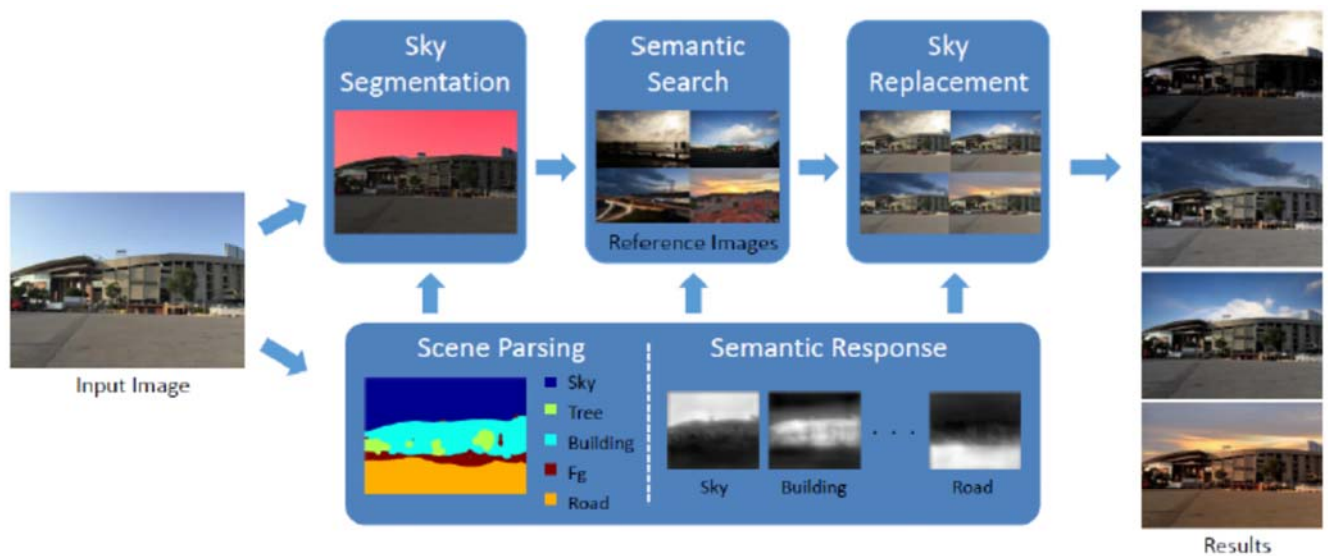 Sky
Segmentation
Semantic
Search
Reference Images
Sky
Replacement
Input Image
Scene Parsing
Sky
Tree
Building
Fg
Road
Semantic Response
Sky
Building
. . .
Road
Results